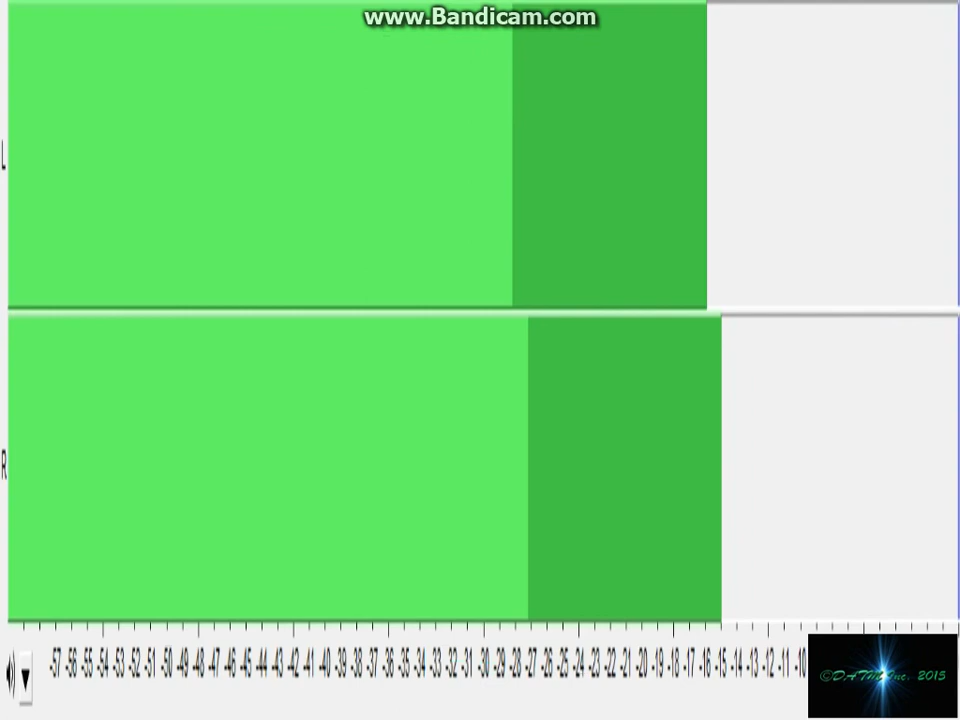 www.Bandicam.com
L
R
-57 -56 -55 -54 -53 -52 -51 -50 -49 -48 -47 -46 -45 -44 -43 -42 -41 -40 -39 -38 -37 -36 -35 -34 -33 -32 -31 -30 -29 -28 -27 -26 -25 -24 -23 -22 -21 -20 -19 -18 -17 -16 -15 -14 -13 -12 -11 -10
©DATM Inc. 2015